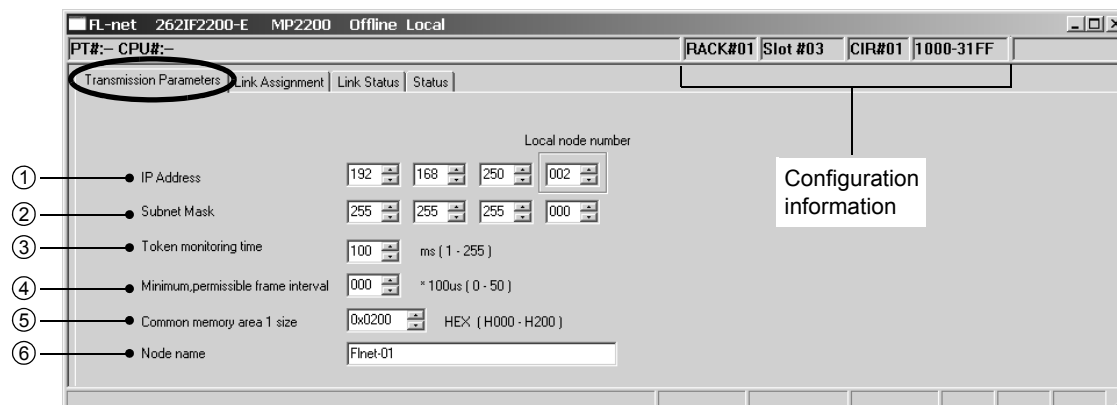 FL-net 262IF2200-E MP2200 Offline Local
PT#:– CPU#:– RACK#01 Slot #03 CIR#01 1000-31FF
Transmission Parameters Link Assignment Link Status Status
Local node number
① IP Address 192 168 250 002
② Subnet Mask 255 255 255 000
③ Token monitoring time 100 ms ( 1 - 255 )
④ Minimum,permissible frame interval 000 * 100us ( 0 - 50 )
⑤ Common memory area 1 size 0x0200 HEX ( H000 - H200 )
⑥ Node name Flnet-01
Configuration
information